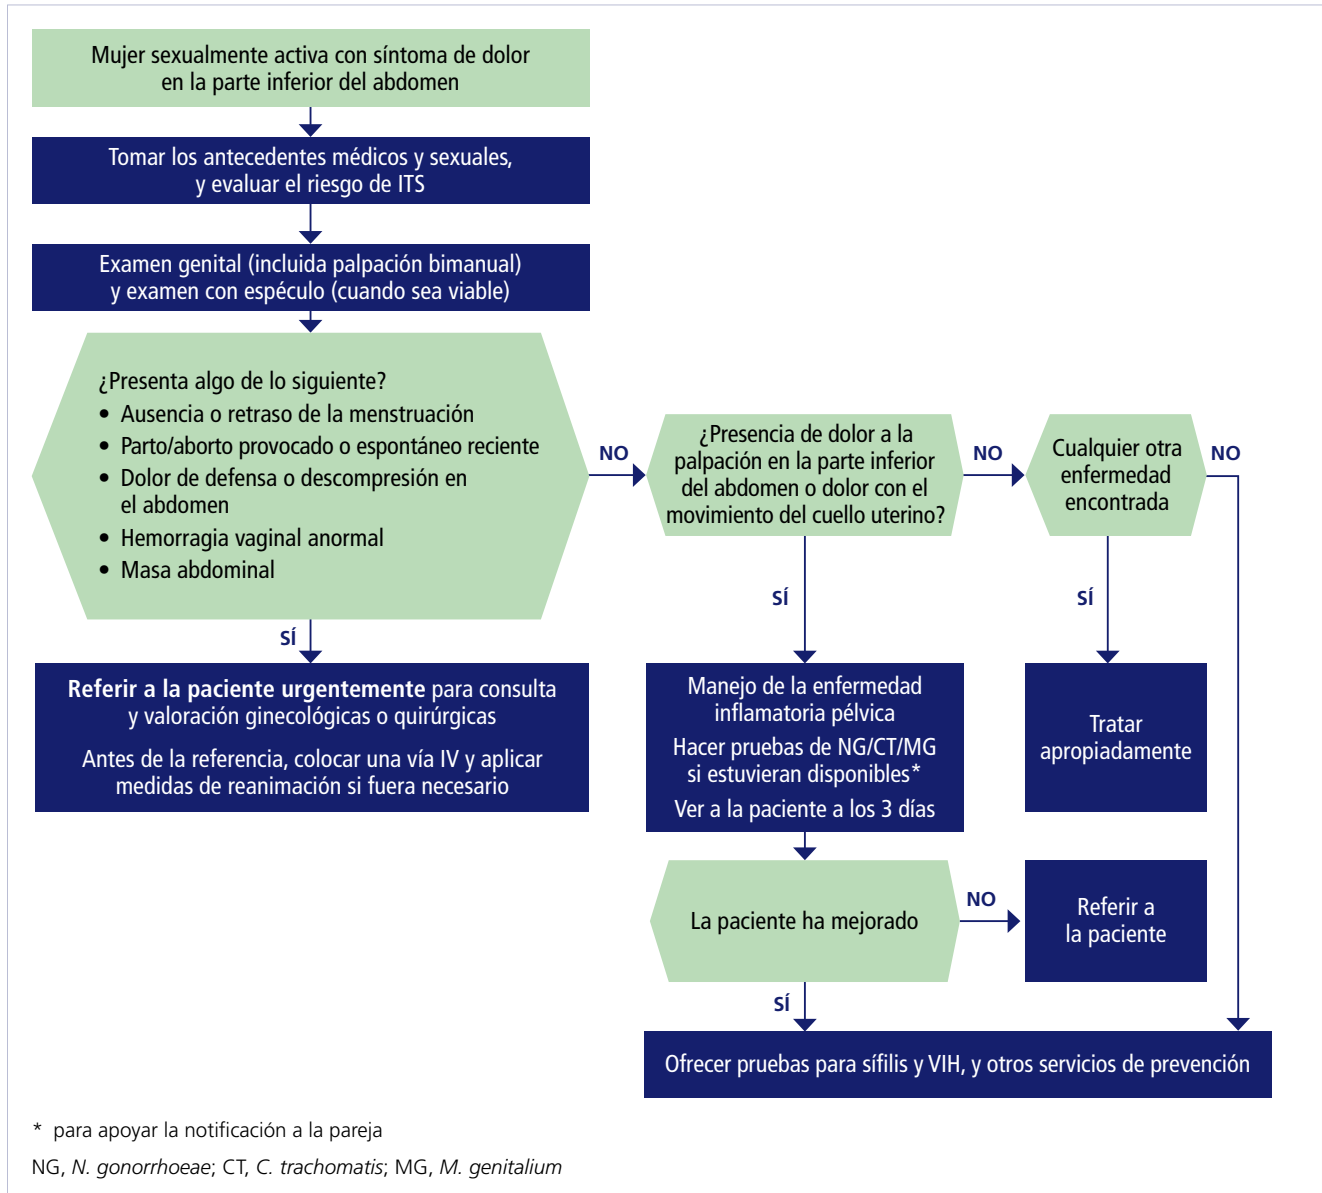 Mujer sexualmente activa con síntoma de dolor
en la parte inferior del abdomen
Tomar los antecedentes médicos y sexuales,
y evaluar el riesgo de ITS
Examen genital (incluida palpación bimanual)
y examen con espéculo (cuando sea viable)
¿Presenta algo de lo siguiente?
• Ausencia o retraso de la menstruación
• Parto/aborto provocado o espontáneo reciente
• Dolor de defensa o descompresión en
el abdomen
• Hemorragia vaginal anormal
• Masa abdominal
NO
¿Presencia de dolor a la
palpación en la parte inferior
del abdomen o dolor con el
movimiento del cuello uterino?
NO
Cualquier otra
enfermedad
encontrada
NO
SÍ
Referir a la paciente urgentemente para consulta
y valoración ginecológicas o quirúrgicas
Antes de la referencia, colocar una vía IV y aplicar
medidas de reanimación si fuera necesario
SÍ
Manejo de la enfermedad
inflamatoria pélvica
Hacer pruebas de NG/CT/MG
si estuvieran disponibles*
Ver a la paciente a los 3 días
SÍ
Tratar
apropiadamente
La paciente ha mejorado
NO
Referir a
la paciente
SÍ
Ofrecer pruebas para sífilis y VIH, y otros servicios de prevención
* para apoyar la notificación a la pareja
NG, N. gonorrhoeae; CT, C. trachomatis; MG, M. genitalium